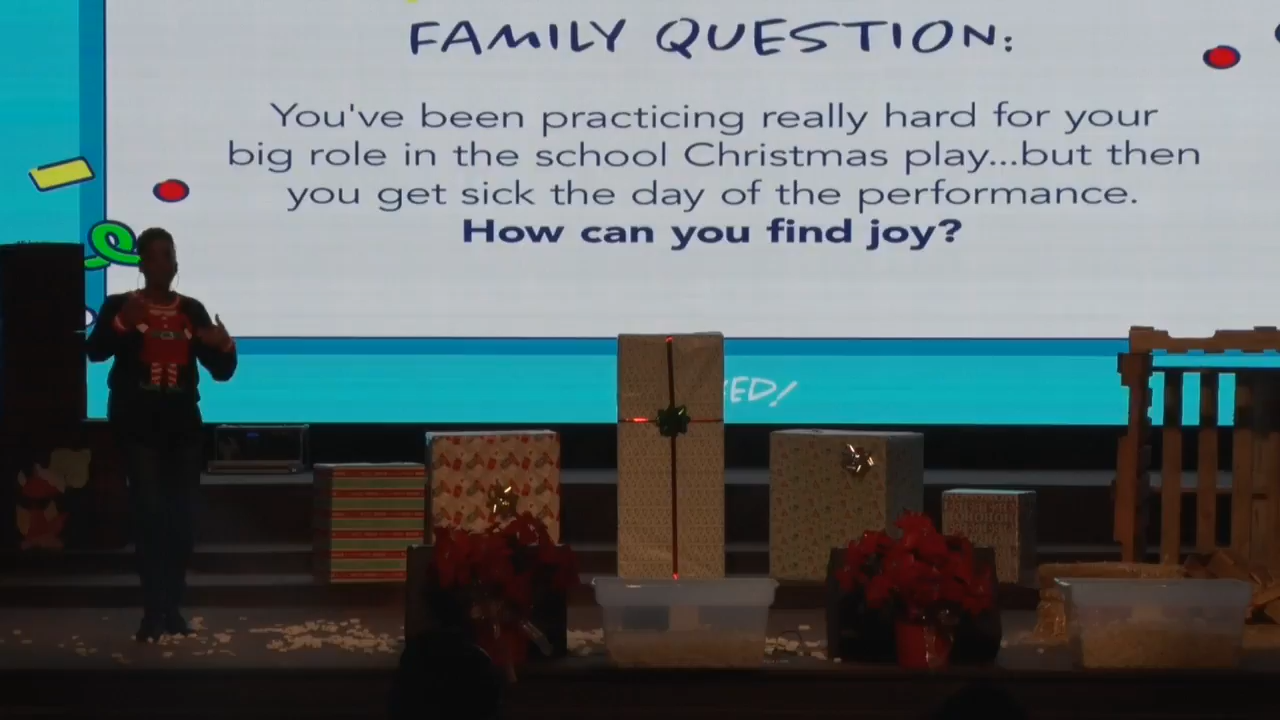 FAMILY QUESTION:
You've been practicing really hard for your
big role in the school Christmas play...but then
you get sick the day of the performance.
How can you find joy?
ED!